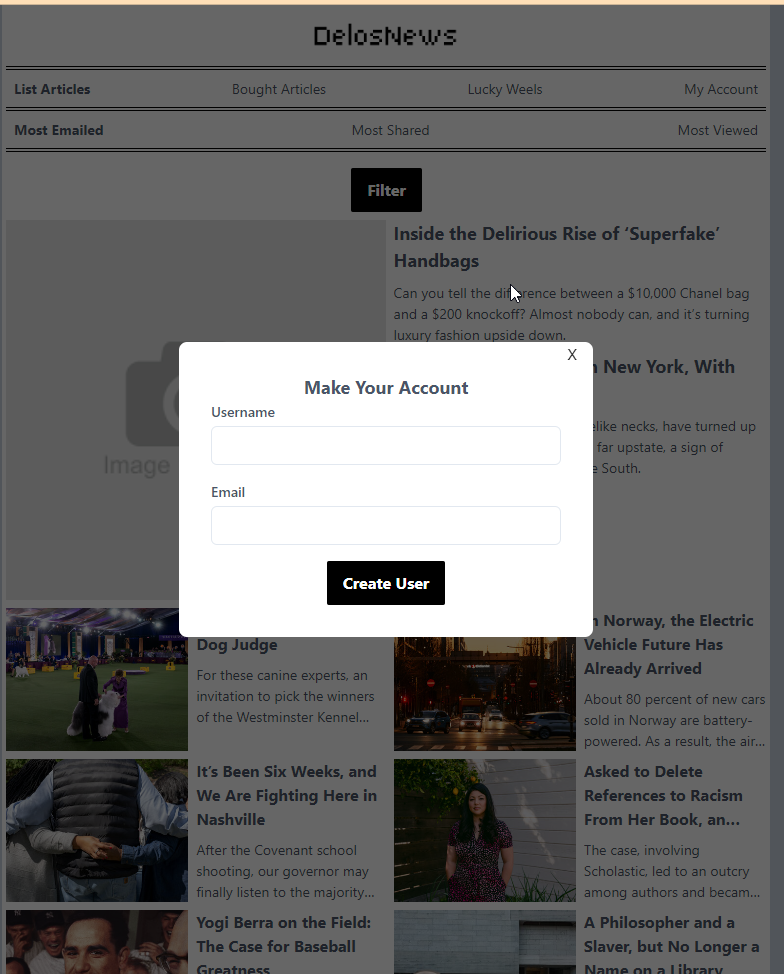 DelosNews
List Articles Bought Articles Lucky Weels My Account
Most Emailed Most Shared Most Viewed
Filter
Inside the Delirious Rise of ‘Superfake’
Handbags
Can you tell the difference between a $10,000 Chanel bag
and a $200 knockoff? Almost nobody can, and it's turning
luxury fashion upside down.
New York, With
necks, have turned up
far upstate, a sign of
South.
Image
X
Make Your Account
Username
Email
Create User
Dog Judge
For these canine experts, an
invitation to pick the winners
of the Westminster Kennel...
In Norway, the Electric
Vehicle Future Has
Already Arrived
About 80 percent of new cars
sold in Norway are battery-
powered. As a result, the air...
It’s Been Six Weeks, and
We Are Fighting Here in
Nashville
After the Covenant school
shooting, our governor may
finally listen to the majority...
Asked to Delete
References to Racism
From Her Book, an...
The case, involving
Scholastic, led to an outcry
among authors and becam...
Yogi Berra on the Field:
The Case for Baseball
Greatness
A Philosopher and a
Slaver, but No Longer a
Name on a Library